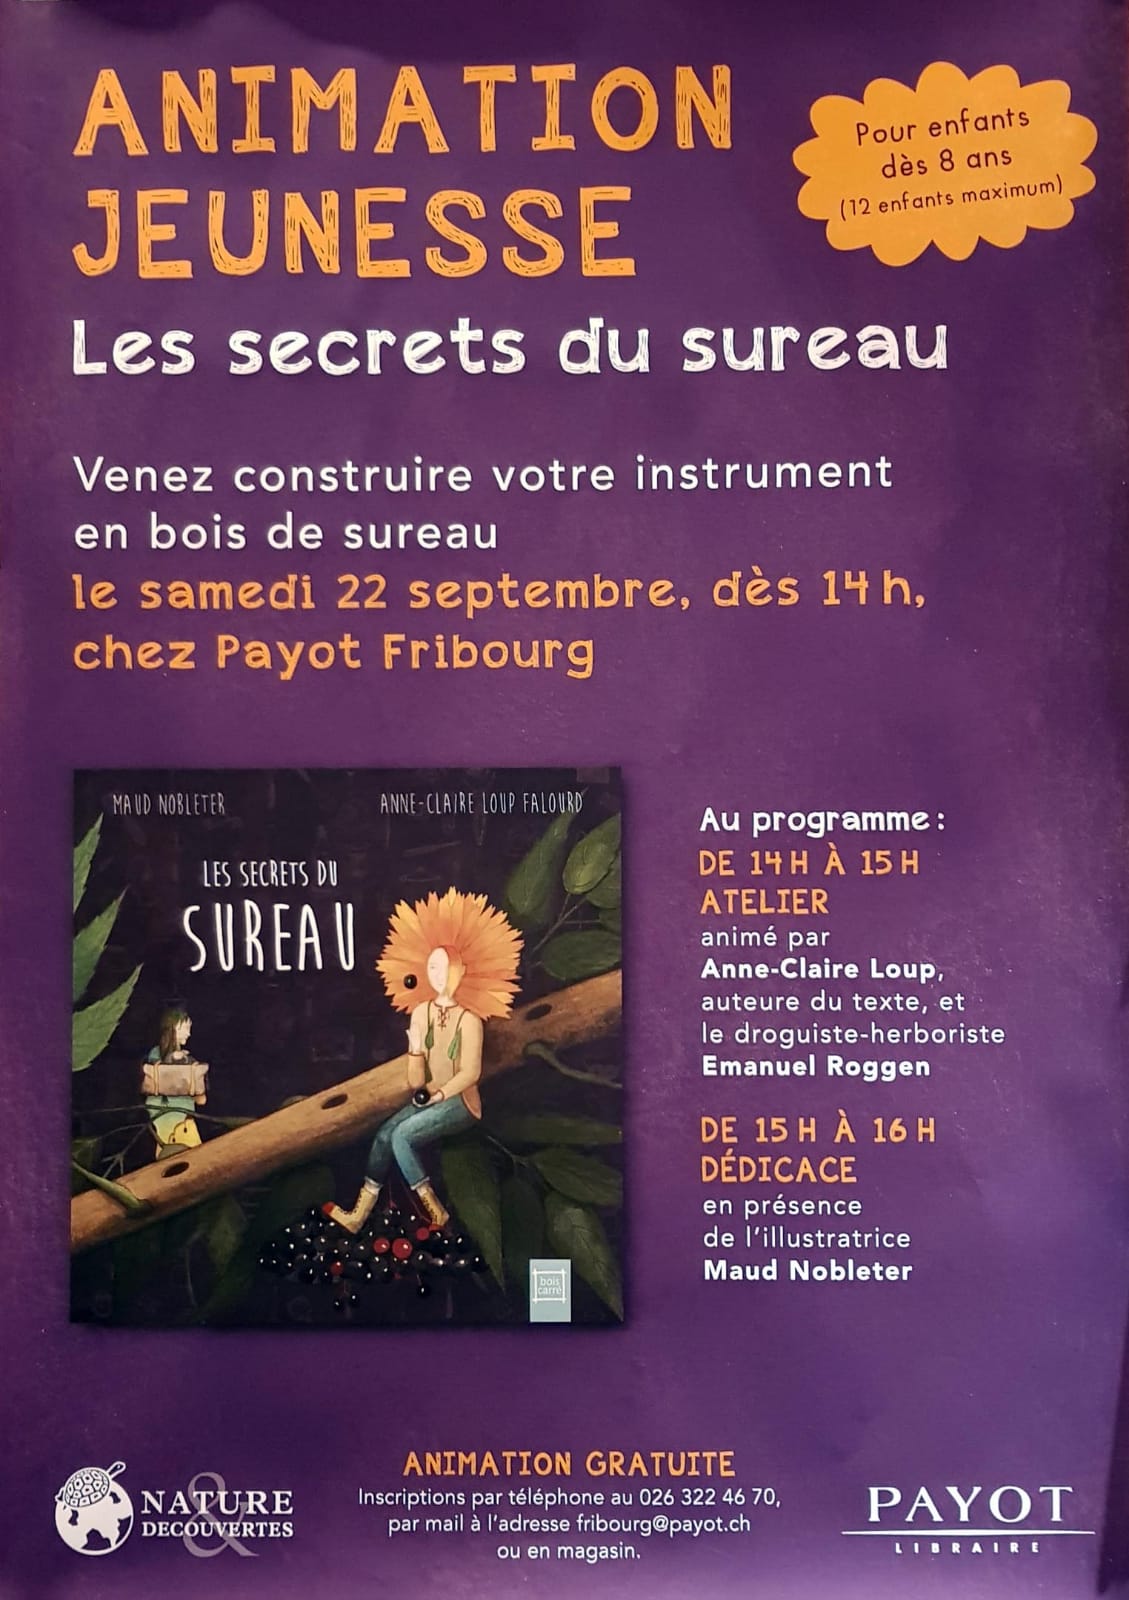 ANIMATION
JEUNESSE
Pour enfants
dès 8 ans
(12 enfants maximum)
Les secrets du sureau
Venez construire votre instrument
en bois de sureau
le samedi 22 septembre, dès 14 h,
chez Payot Fribourg
MAUD NOBLETER
ANNE-CLAIRE LOUP FALOURD
LES SECRETS DU
SUREAU
bois
carré
Au programme :
DE 14 H À 15 H
ATELIER
animé par
Anne-Claire Loup,
auteure du texte, et
le droguiste-herboriste
Emanuel Roggen
DE 15 H À 16 H
DÉDICACE
en présence
de l'illustratrice
Maud Nobleter
NATURE
&
DECOUVERTES
ANIMATION GRATUITE
Inscriptions par téléphone au 026 322 46 70,
par mail à l'adresse fribourg@payot.ch
ou en magasin.
PAYOT
LIBRAIRE